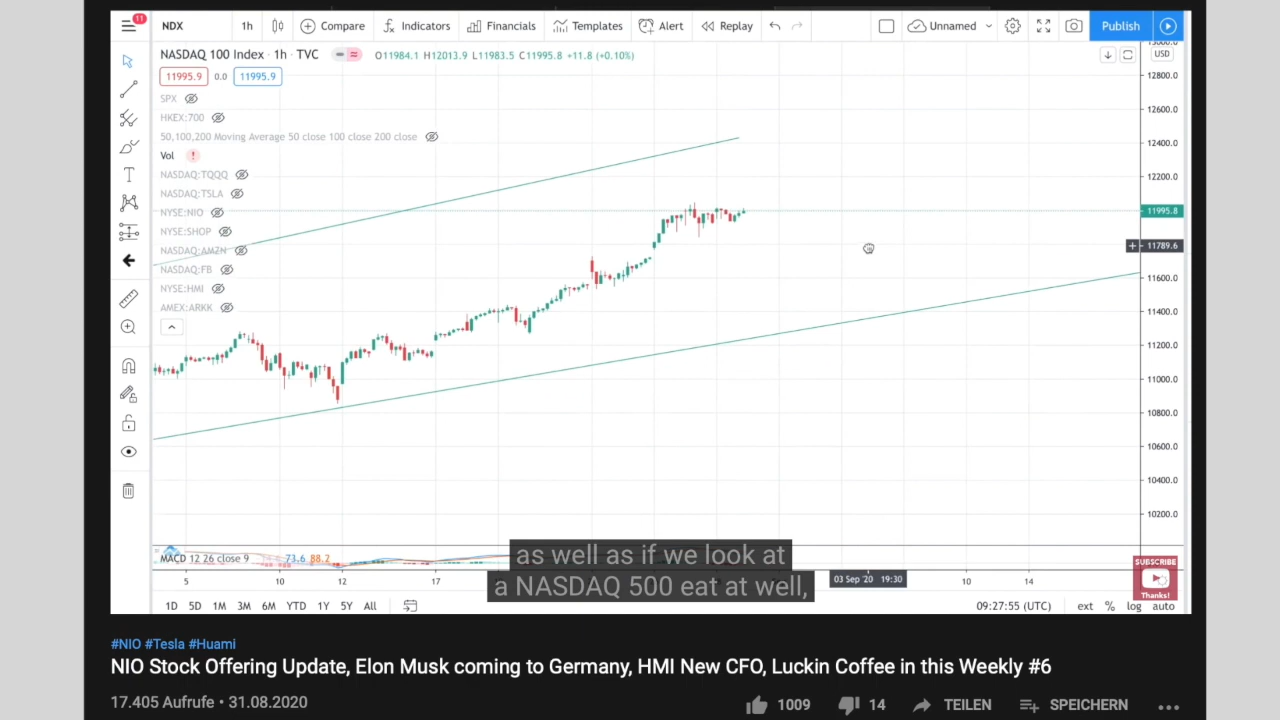 11
NDX
1h
Compare
Indicators
Financials
Templates
Alert
Replay
Unnamed
Publish
NASDAQ 100 Index · 1h · TVC
O11984.1 H12013.9 L11983.5 C11995.8 +11.8 (+0.10%)
USD
11995.9 0.0 11995.9
SPX
HKEX:700
50,100,200 Moving Average 50 close 100 close 200 close
Vol
NASDAQ:TQQQ
NASDAQ:TSLA
NYSE:NIO
NYSE:SHOP
NASDAQ:AMZN
NASDAQ:FB
NYSE:HMI
AMEX:ARKK
13000.0
12800.0
12600.0
12400.0
12200.0
11995.8
11789.6
11600.0
11400.0
11200.0
11000.0
10800.0
10600.0
10400.0
10200.0
MACD 12 26 close 9 73.6 88.2
as well as if we look at
a NASDAQ 500 eat at well,
SUBSCRIBE
Thanks!
5 10 12 17 03 Sep '20 19:30 10 14
1D 5D 1M 3M 6M YTD 1Y 5Y All
09:27:55 (UTC) ext % log auto
#NIO #Tesla #Huami
NIO Stock Offering Update, Elon Musk coming to Germany, HMI New CFO, Luckin Coffee in this Weekly #6
17.405 Aufrufe • 31.08.2020
1009 14 TEILEN SPEICHERN